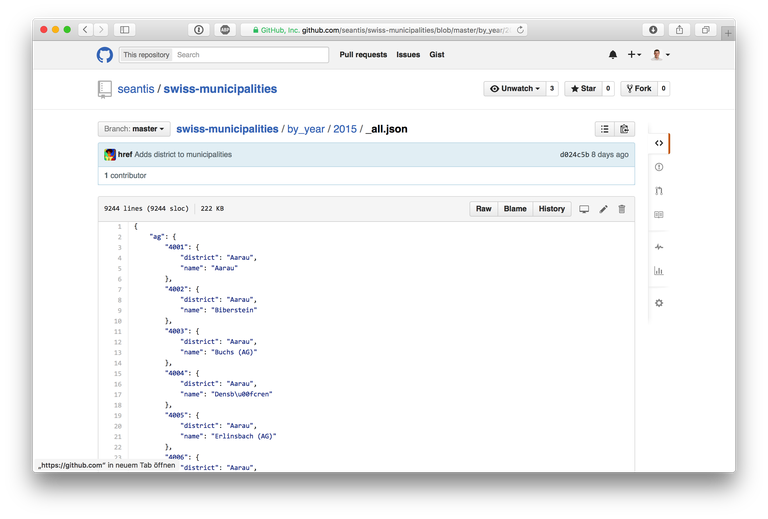 GitHub, Inc. github.com/seantis/swiss-municipalities/blob/master/by_year/2
ABP
This repository Search Pull requests Issues Gist
seantis / swiss-municipalities Unwatch 3 Star 0 Fork 0
Branch: master swiss-municipalities / by_year / 2015 / _all.json
href Adds district to municipalities d024c5b 8 days ago
1 contributor
9244 lines (9244 sloc) 222 KB Raw Blame History
1 {
2 "ag": {
3 "4001": {
4 "district": "Aarau",
5 "name": "Aarau"
6 },
7 "4002": {
8 "district": "Aarau",
9 "name": "Biberstein"
10 },
11 "4003": {
12 "district": "Aarau",
13 "name": "Buchs (AG)"
14 },
15 "4004": {
16 "district": "Aarau",
17 "name": "Densb\u00fcren"
18 },
19 "4005": {
20 "district": "Aarau",
21 "name": "Erlinsbach (AG)"
22 },
23 "4006": {
"district": "Aarau",
„https://github.com" in neuem Tab öffnen